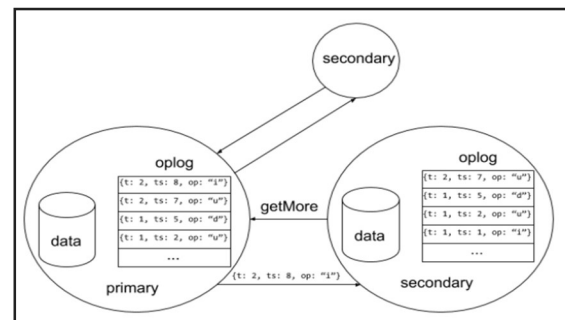 secondary
oplog
{t: 2, ts: 8, op: "i"}
{t: 2, ts: 7, op: "u"}
{t: 1, ts: 5, op: "d"}
{t: 1, ts: 2, op: "u"}
...
data
primary
getMore
{t: 2, ts: 8, op: "i"}
oplog
{t: 2, ts: 7, op: "u"}
{t: 1, ts: 5, op: "d"}
{t: 1, ts: 2, op: "u"}
{t: 1, ts: 1, op: "i"}
...
data
secondary